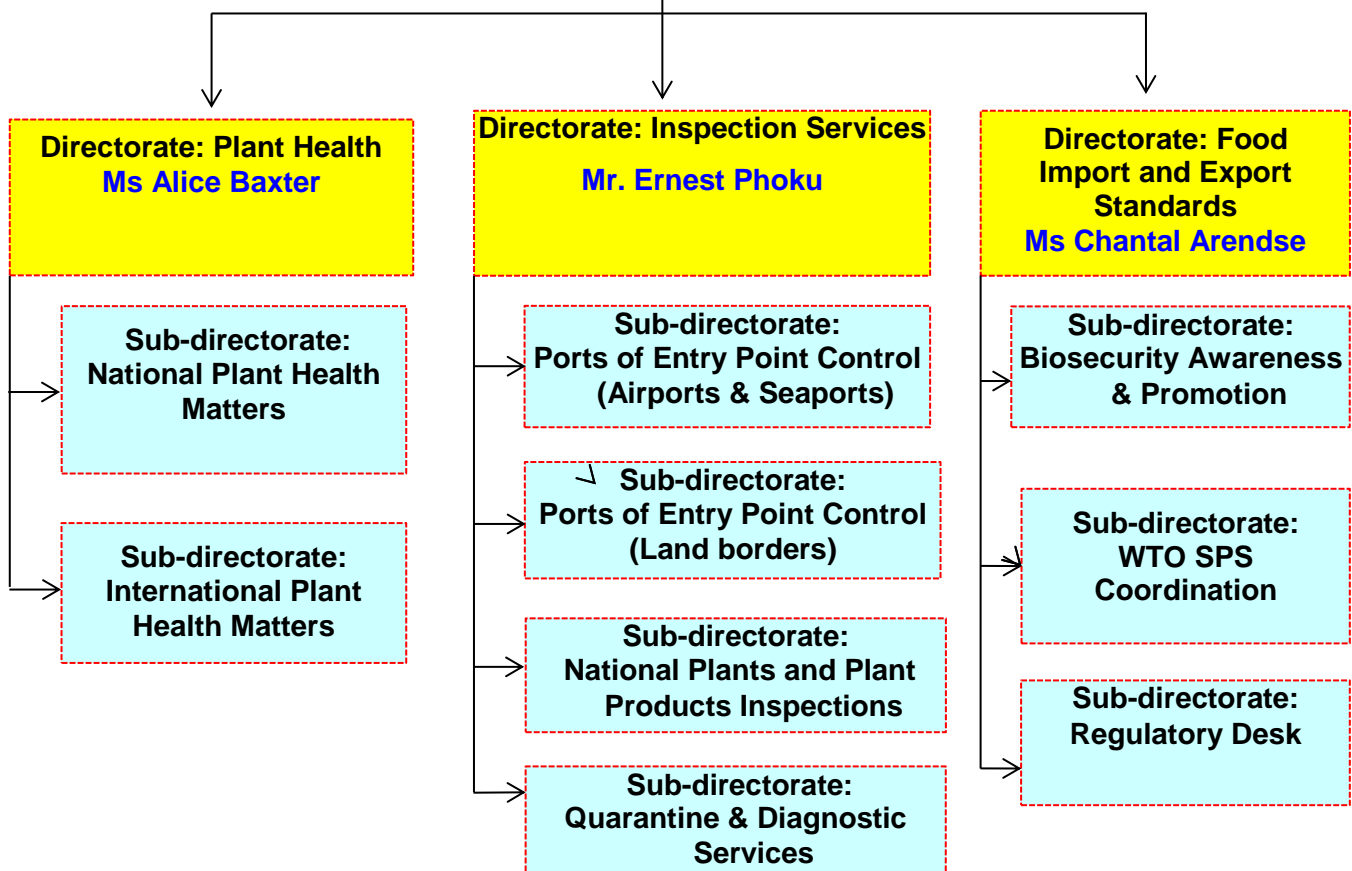 Directorate: Plant Health
Ms Alice Baxter
Sub-directorate:
National Plant Health
Matters
Sub-directorate:
International Plant
Health Matters
Directorate: Inspection Services
Mr. Ernest Phoku
Sub-directorate:
Ports of Entry Point Control
(Airports & Seaports)
Sub-directorate:
Ports of Entry Point Control
(Land borders)
Sub-directorate:
National Plants and Plant
Products Inspections
Sub-directorate:
Quarantine & Diagnostic
Services
Directorate: Food
Import and Export
Standards
Ms Chantal Arendse
Sub-directorate:
Biosecurity Awareness
& Promotion
Sub-directorate:
WTO SPS
Coordination
Sub-directorate:
Regulatory Desk